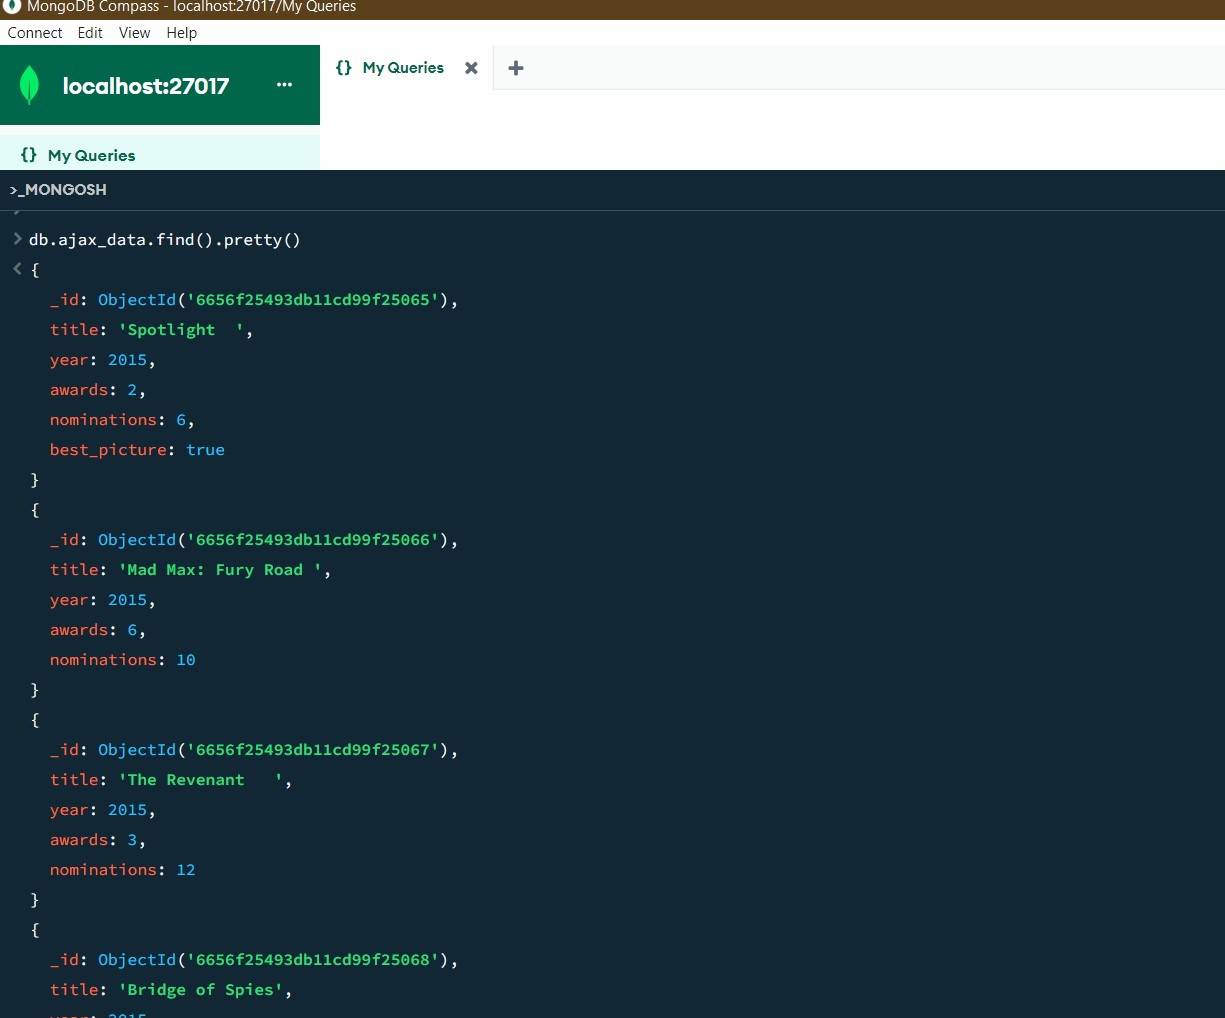 MongoDB Compass - localhost:27017/My Queries
Connect Edit View Help
localhost:27017 ...
{} My Queries × +
{} My Queries
>_MONGOSH
> db.ajax_data.find().pretty()
< {
_id: ObjectId('6656f25493db11cd99f25065'),
title: 'Spotlight  ',
year: 2015,
awards: 2,
nominations: 6,
best_picture: true
}
{
_id: ObjectId('6656f25493db11cd99f25066'),
title: 'Mad Max: Fury Road ',
year: 2015,
awards: 6,
nominations: 10
}
{
_id: ObjectId('6656f25493db11cd99f25067'),
title: 'The Revenant   ',
year: 2015,
awards: 3,
nominations: 12
}
{
_id: ObjectId('6656f25493db11cd99f25068'),
title: 'Bridge of Spies',
year: 2015